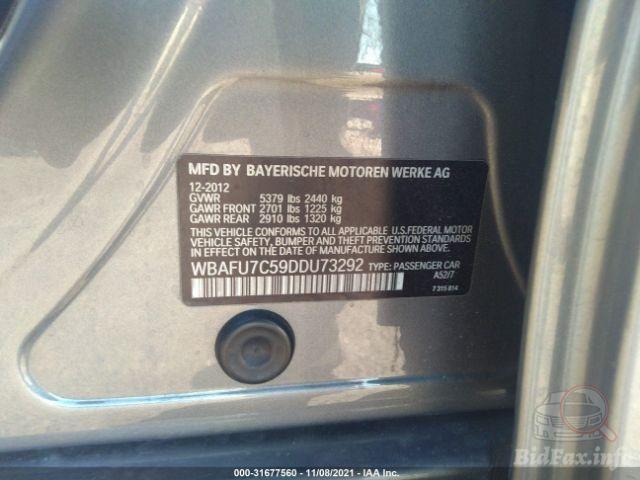 MFD BY BAYERISCHE MOTOREN WERKE AG
12-2012
GVWR 5379 lbs 2440 kg
GAWR FRONT 2701 lbs 1225 kg
GAWR REAR 2910 lbs 1320 kg
THIS VEHICLE CONFORMS TO ALL APPLICABLE U.S.FEDERAL MOTOR
VEHICLE SAFETY, BUMPER, AND THEFT PREVENTION STANDARDS
IN EFFECT ON THE DATE OF MANUFACTURE SHOWN ABOVE.
WBAFU7C59DDU73292 TYPE: PASSENGER CAR
A52/7
7 315 814
BidFax.info
000-31677560 - 11/08/2021 - IAA Inc.